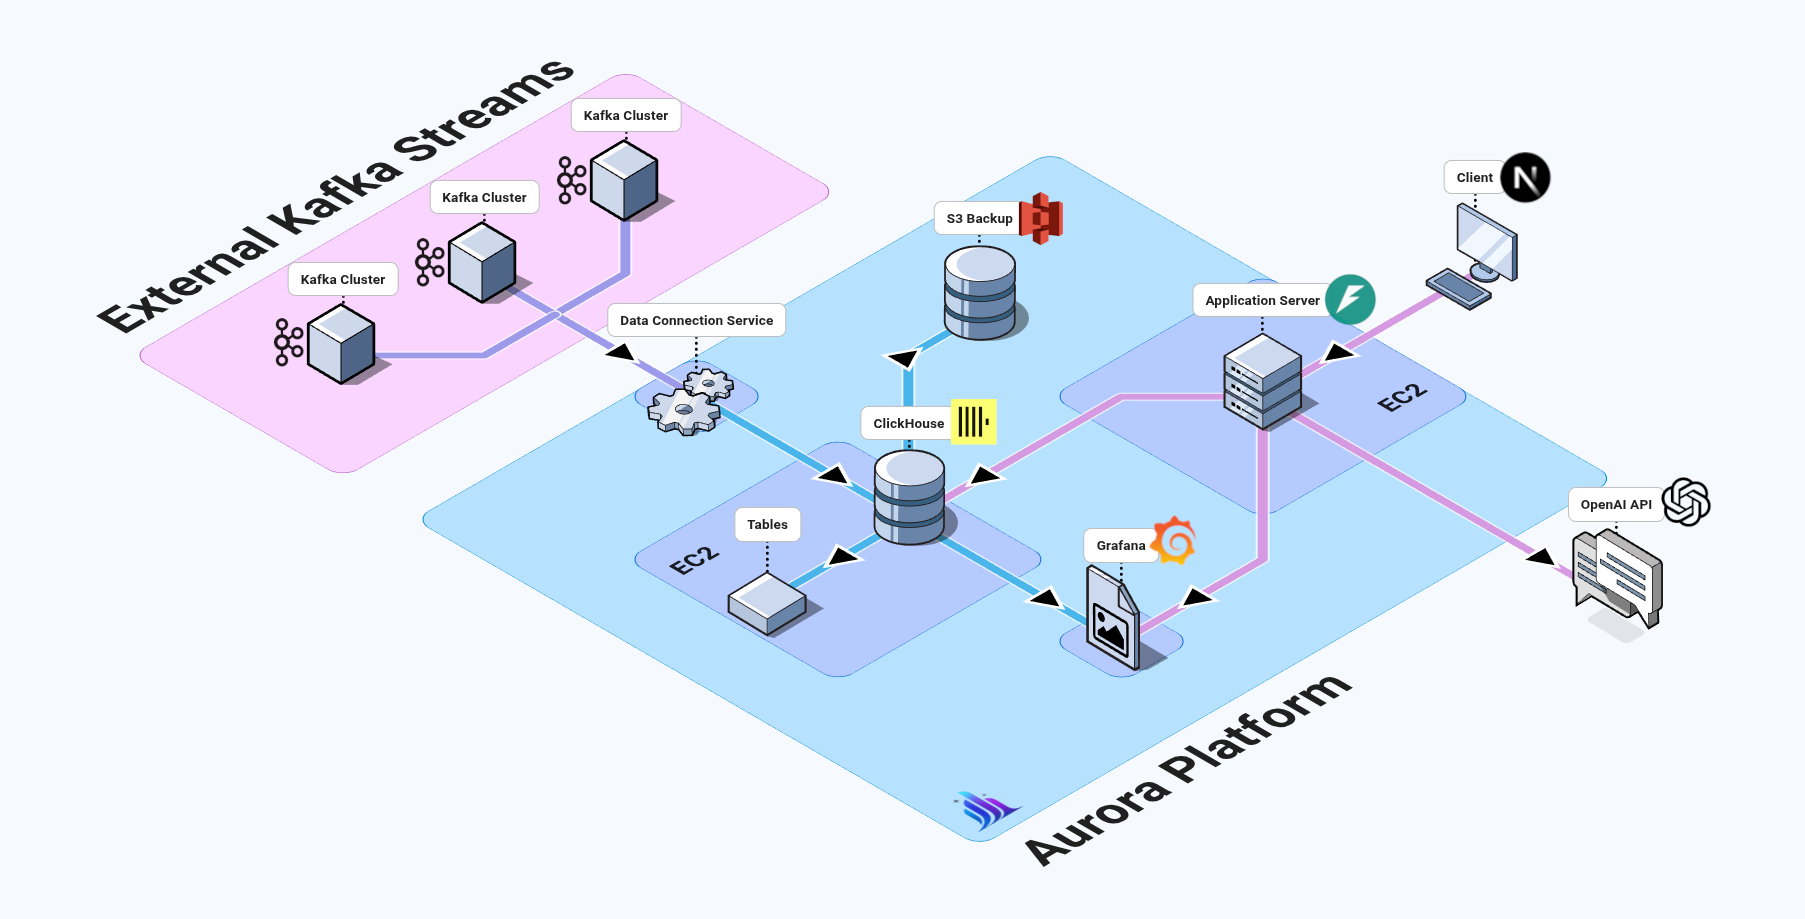 External Kafka Streams
Kafka Cluster
Kafka Cluster
Kafka Cluster
Data Connection Service
S3 Backup
Client
N
Application Server
EC2
ClickHouse
Tables
EC2
Grafana
OpenAI API
Aurora Platform